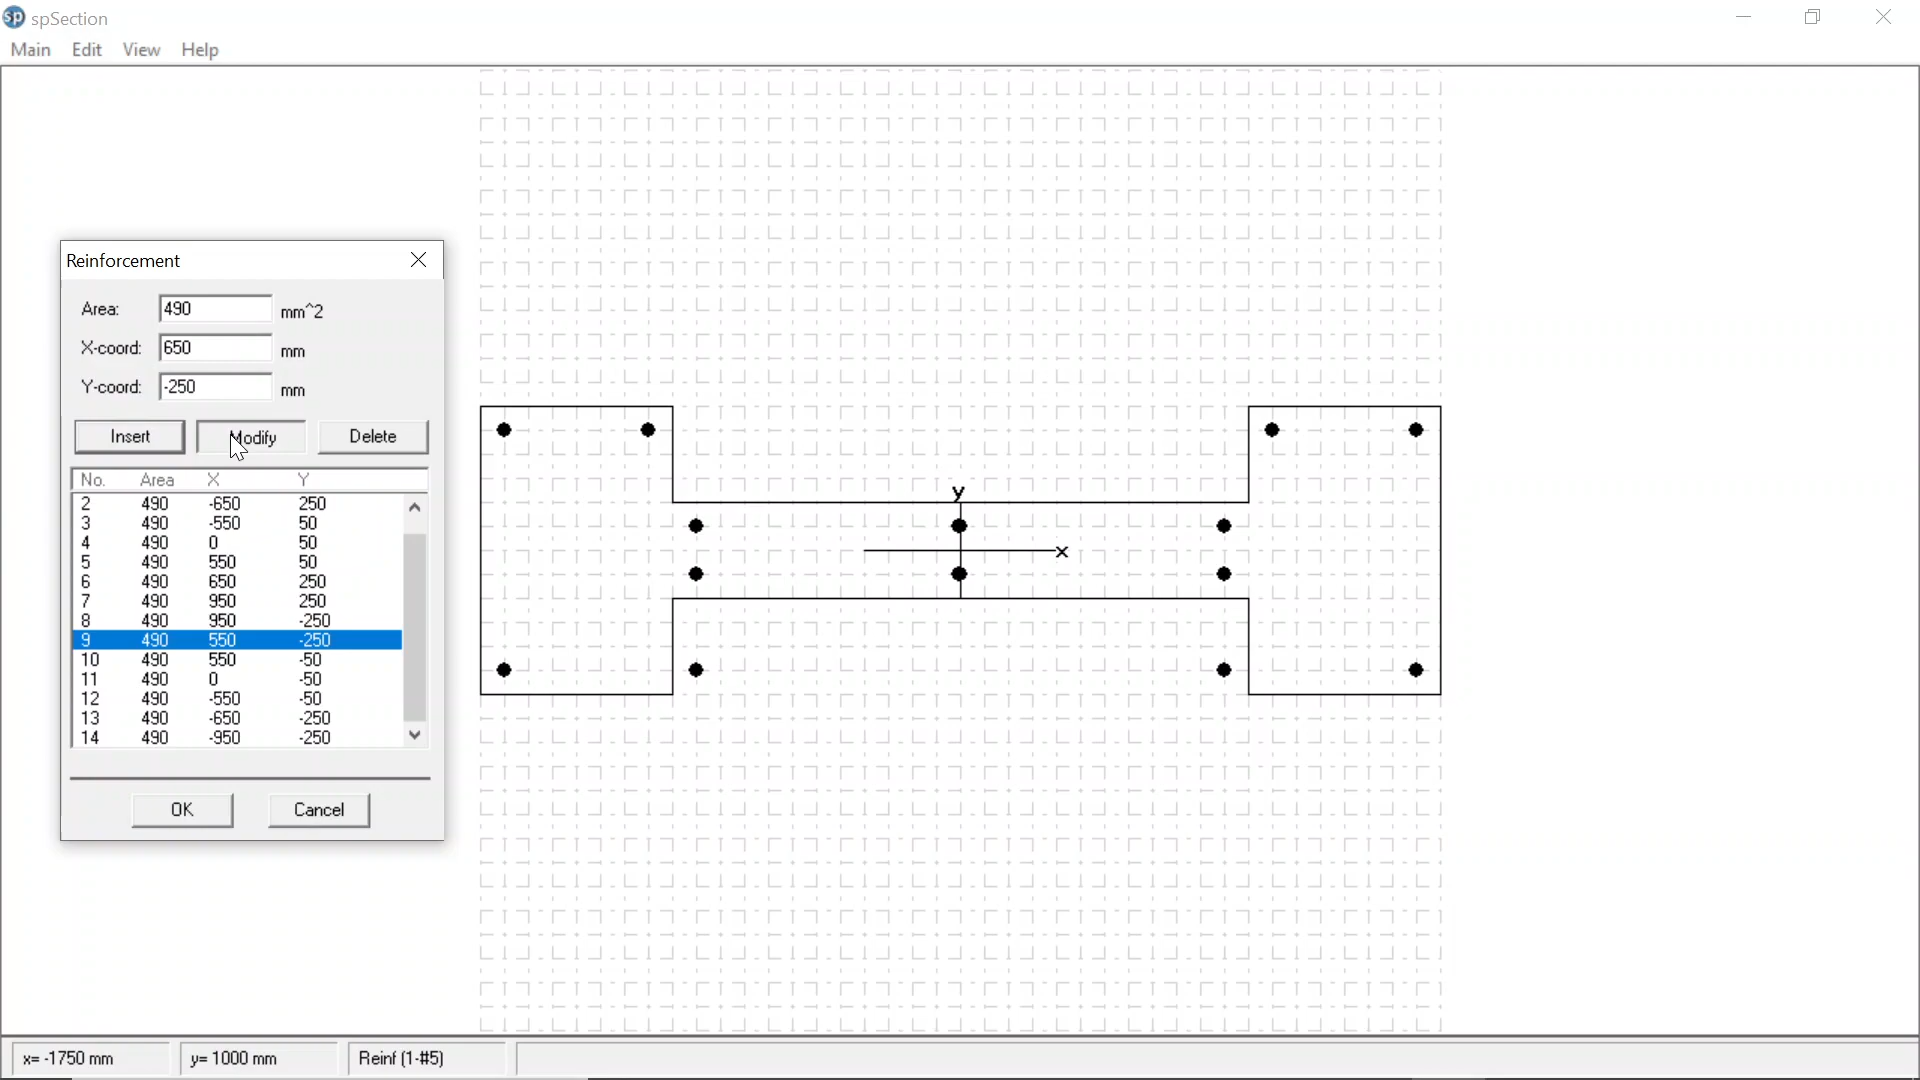 sp spSection
Main Edit View Help
Reinforcement
Area: 490 mm^2
X-coord: 650 mm
Y-coord: -250 mm
Insert Modify Delete
No. Area X Y
2 490 -650 250
3 490 -550 50
4 490 0 50
5 490 550 50
6 490 650 250
7 490 950 250
8 490 950 -250
9 490 550 -250
10 490 550 -50
11 490 0 -50
12 490 -550 -50
13 490 -650 -250
14 490 -950 -250
OK Cancel
y
x
x= -1750 mm y= 1000 mm Reinf (1-#5)